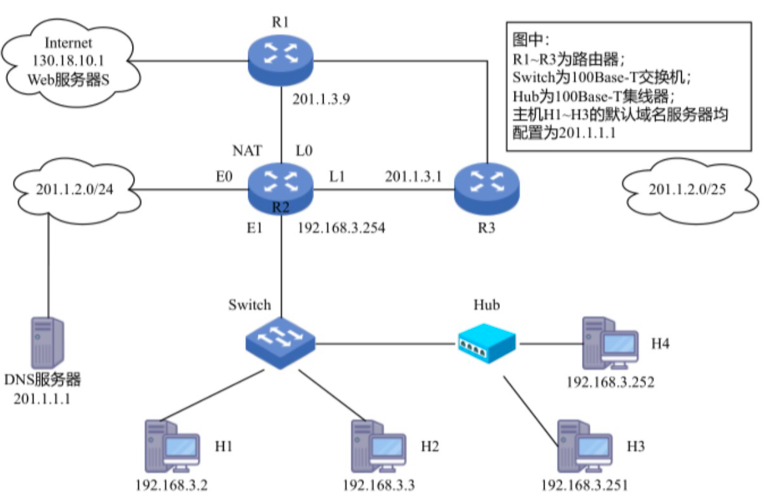 R1
Internet
130.18.10.1
Web服务器S
图中：
R1~R3为路由器；
Switch为100Base-T交换机；
Hub为100Base-T集线器；
主机H1~H3的默认域名服务器均
配置为201.1.1.1
201.1.3.9
NAT L0
E0 L1 201.1.3.1
201.1.2.0/24
201.1.2.0/25
R2
E1 192.168.3.254
R3
Switch
Hub
H4
192.168.3.252
DNS服务器
201.1.1.1
H1
H2
H3
192.168.3.2
192.168.3.3
192.168.3.251